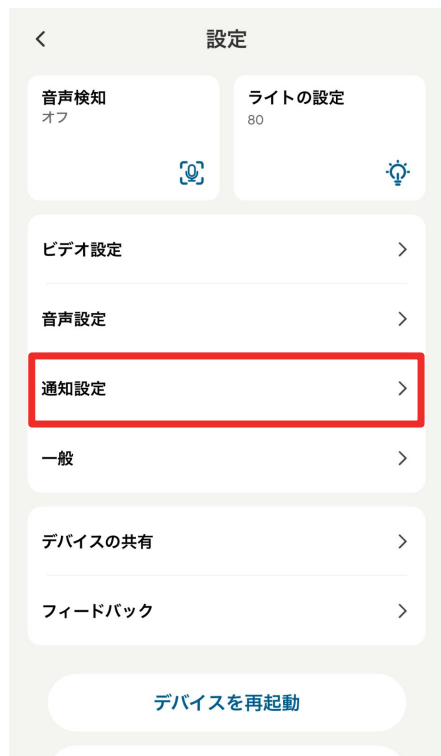 設定
音声検知
オフ
ライトの設定
80
ビデオ設定
音声設定
通知設定
一般
デバイスの共有
フィードバック
デバイスを再起動